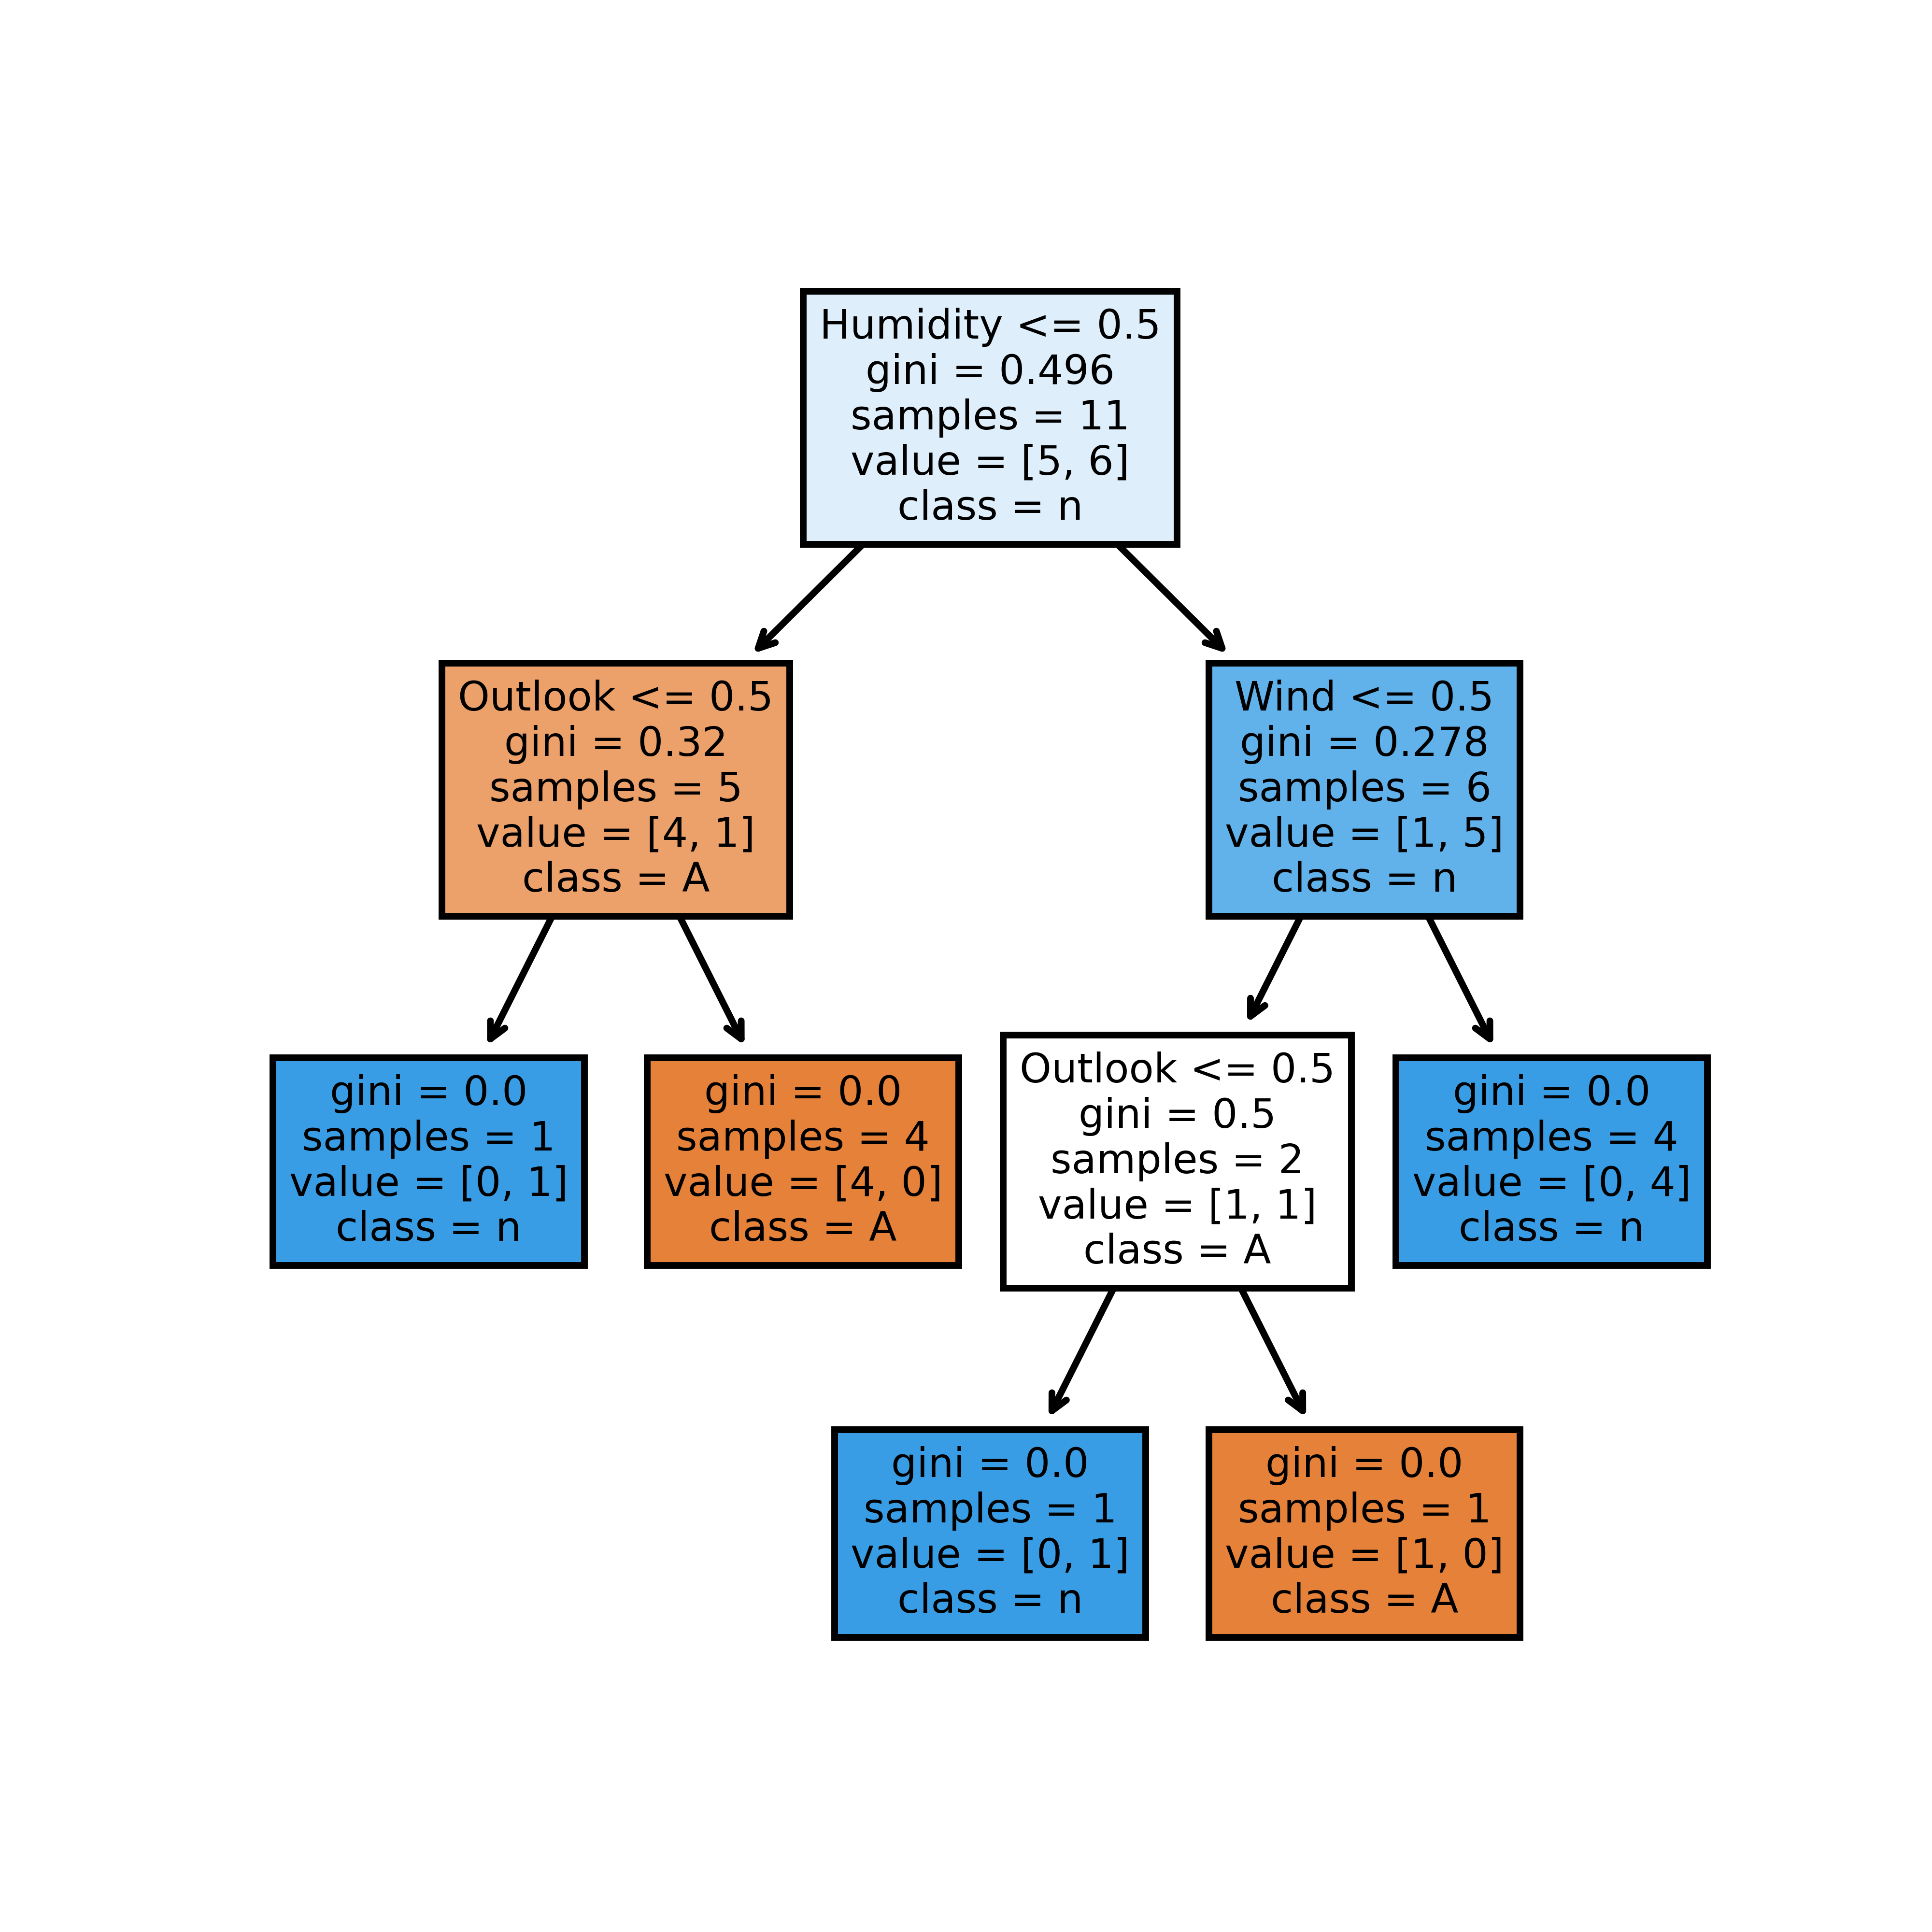 Humidity <= 0.5
gini = 0.496
samples = 11
value = [5, 6]
class = n
Outlook <= 0.5
gini = 0.32
samples = 5
value = [4, 1]
class = A
Wind <= 0.5
gini = 0.278
samples = 6
value = [1, 5]
class = n
gini = 0.0
samples = 1
value = [0, 1]
class = n
gini = 0.0
samples = 4
value = [4, 0]
class = A
Outlook <= 0.5
gini = 0.5
samples = 2
value = [1, 1]
class = A
gini = 0.0
samples = 4
value = [0, 4]
class = n
gini = 0.0
samples = 1
value = [0, 1]
class = n
gini = 0.0
samples = 1
value = [1, 0]
class = A